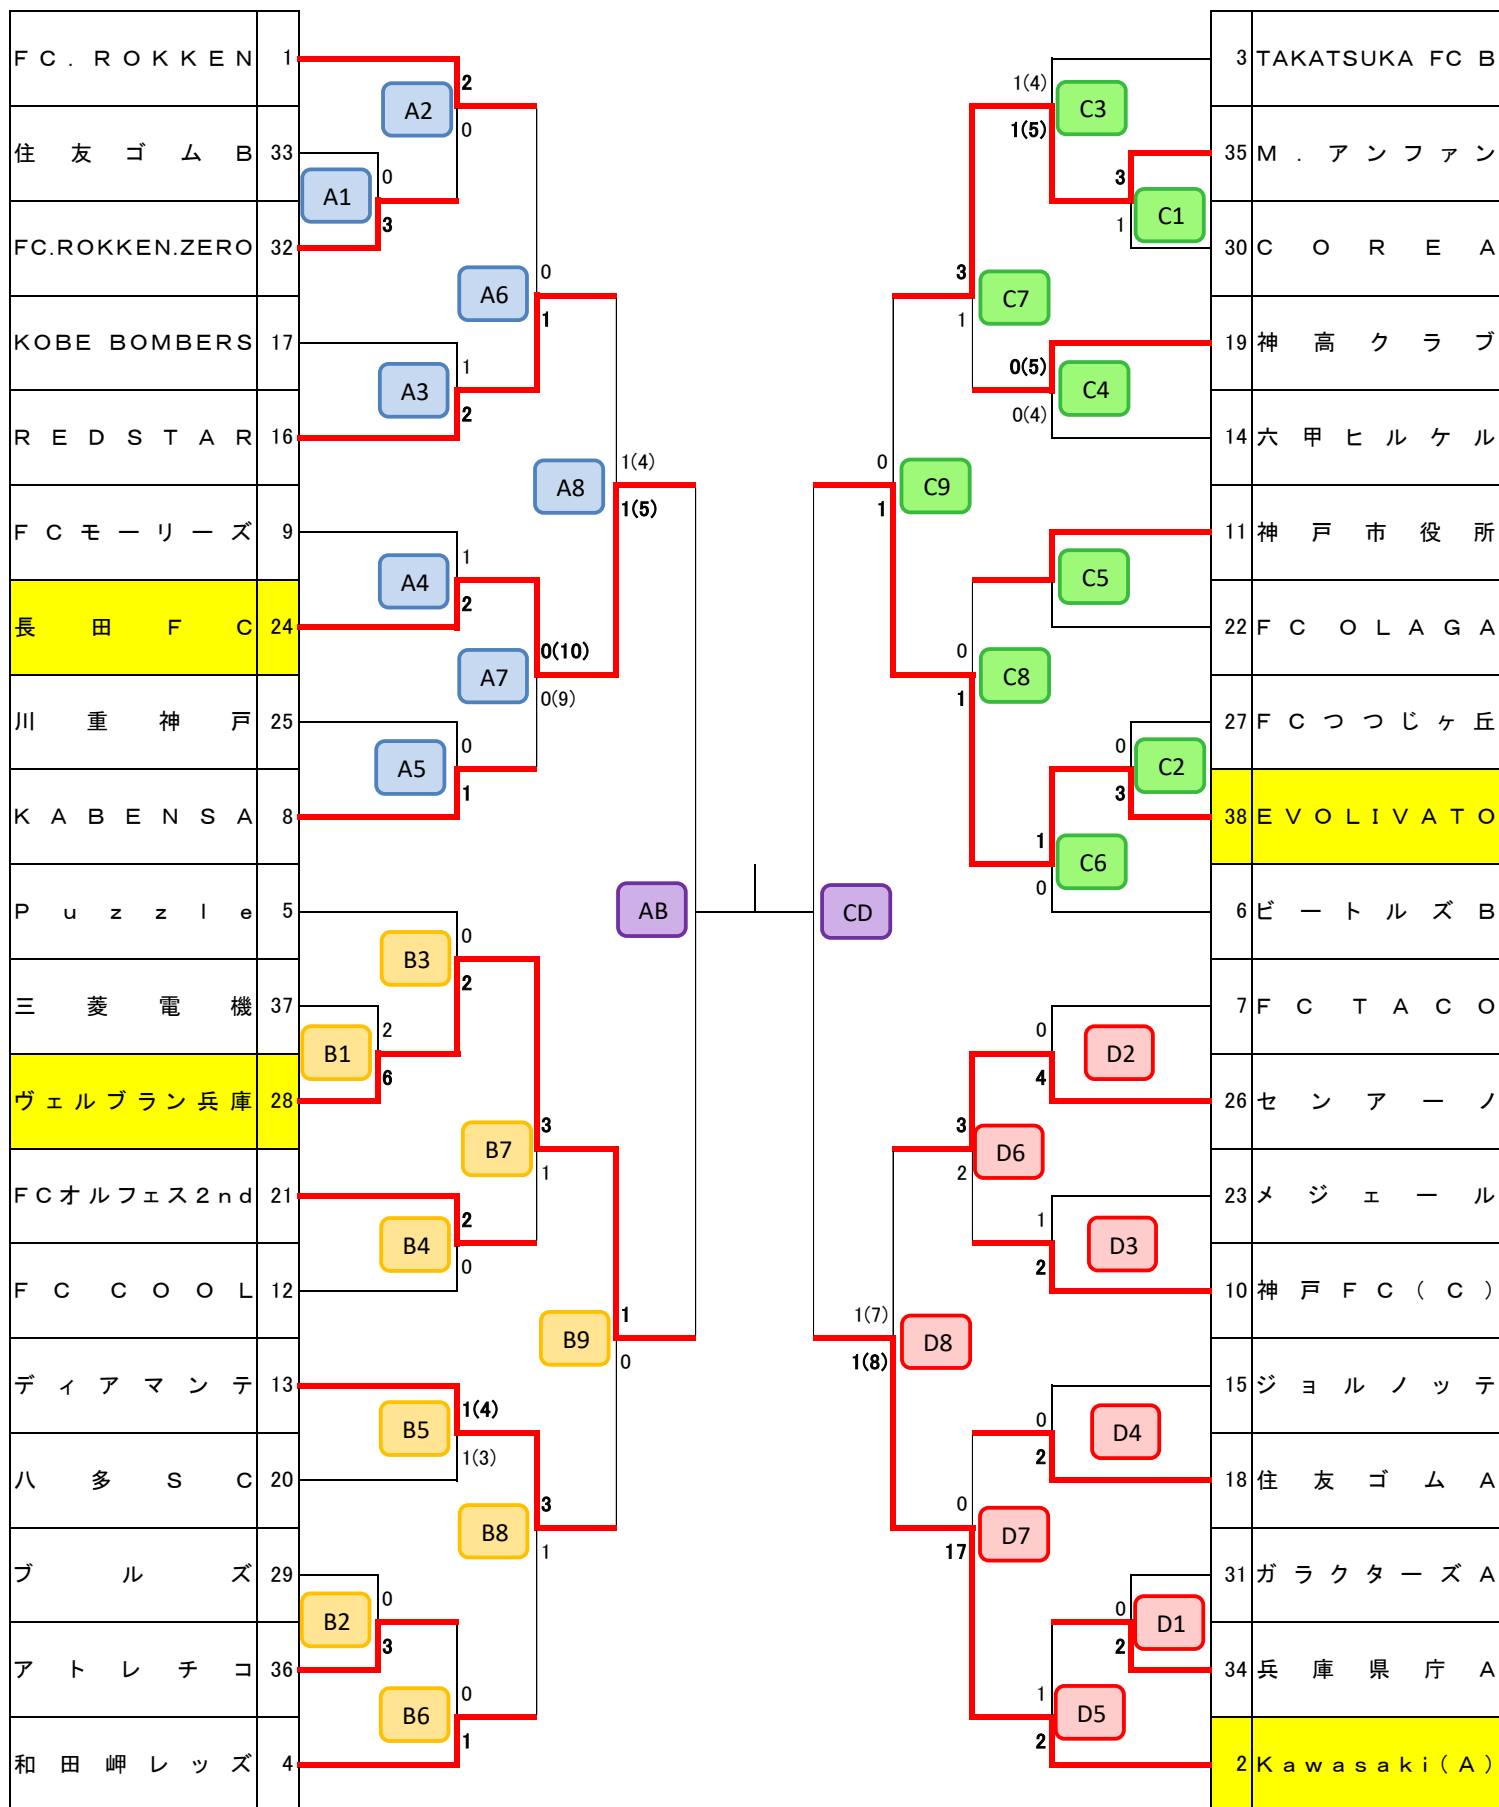 FC.ROKKEN 1
2
A2
0
住友ゴムB 33
0
A1
3
FC.ROKKEN.ZERO 32
0
A6
1
KOBE BOMBERS 17
1
A3
2
REDSTAR 16
1(4)
A8
1(5)
FCモーリーズ 9
1
A4
2
長田FC 24
0(10)
A7
0(9)
川重神戸 25
0
A5
1
KABENSA 8
AB
Puzzle 5
0
B3
2
三菱電機 37
2
B1
6
ヴェルブラン兵庫 28
3
B7
1
FCオルフェス2nd 21
2
B4
0
FC COOL 12
1
B9
0
ディアマンテ 13
1(4)
B5
1(3)
八多SC 20
3
B8
1
ブルズ 29
0
B2
3
アトレチコ 36
0
B6
1
和田岬レッズ 4
3 TAKATSUKA FC B
1(4)
C3
1(5)
35 M.アンファン
3
C1
1
30 COREA
3
C7
1
19 神高クラブ
0(5)
C4
0(4)
14 六甲ヒルケル
0
C9
1
11 神戸市役所
C5
22 FC OLAGA
0
C8
1
27 FCつつじヶ丘
0
C2
3
38 EVOLIVATO
1
C6
0
6 ビートルズB
CD
7 FC TACO
0
D2
4
26 センアーノ
3
D6
2
23 メジェール
1
D3
2
10 神戸FC(C)
1(7)
D8
1(8)
15 ジョルノッテ
0
D4
2
18 住友ゴムA
0
D7
17
31 ガラクターズA
0
D1
2
34 兵庫県庁A
1
D5
2
2 Kawasaki(A)